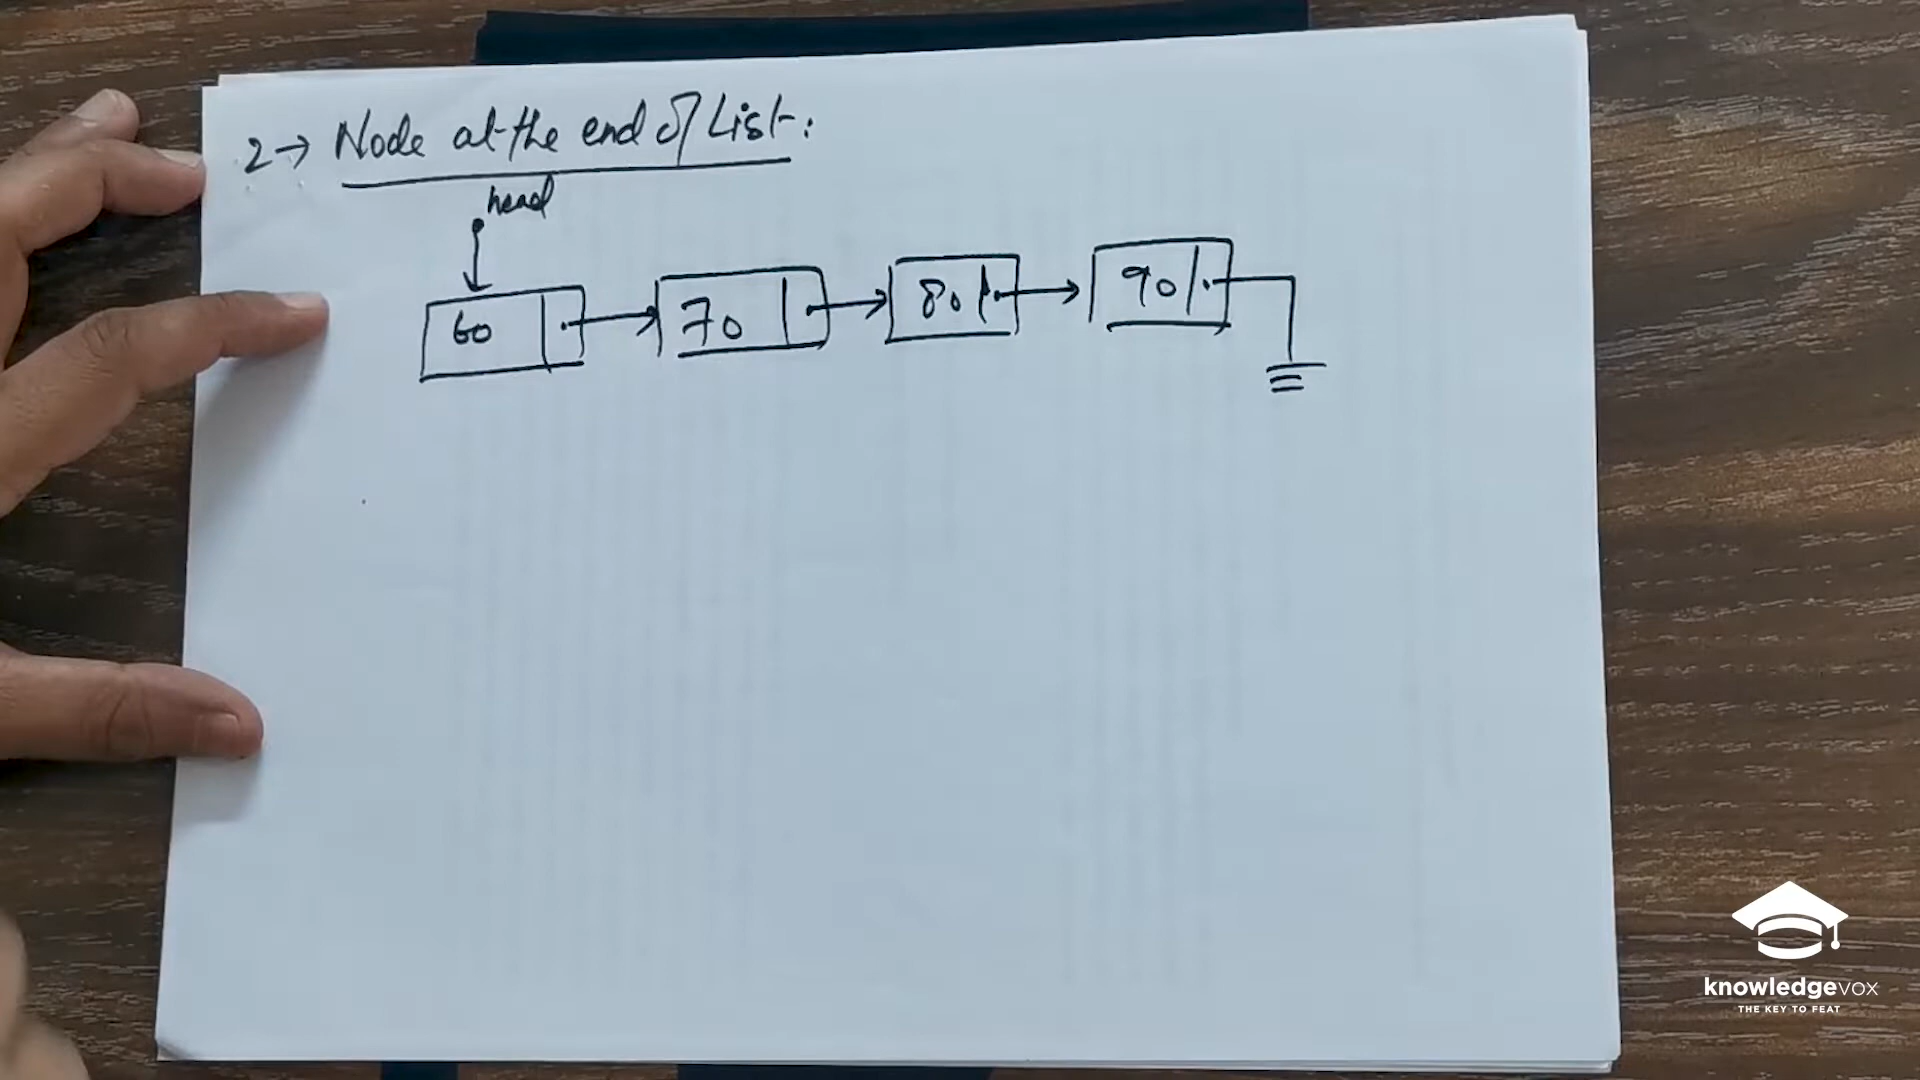 2→ Node at the end of List:
head
60 70 80 90
knowledgevox
THE KEY TO FEAT